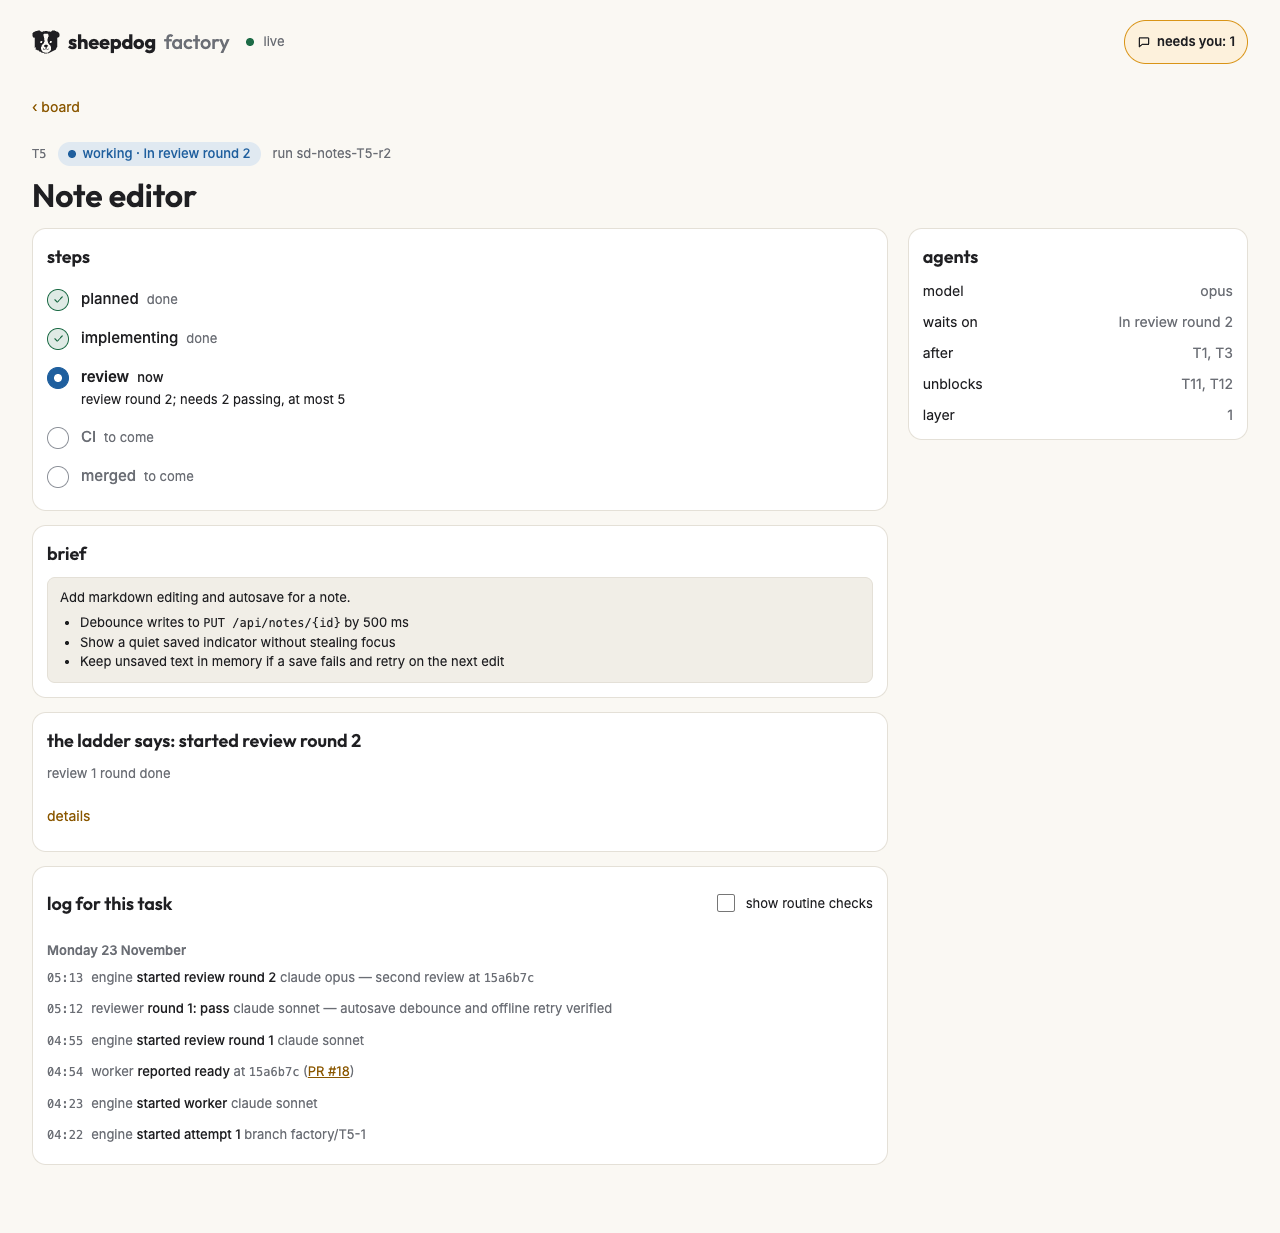 sheepdog factory live
needs you: 1
‹ board
T5 working · In review round 2 run sd-notes-T5-r2
Note editor
steps
planned done
implementing done
review now
review round 2; needs 2 passing, at most 5
CI to come
merged to come
agents
model opus
waits on In review round 2
after T1, T3
unblocks T11, T12
layer 1
brief
Add markdown editing and autosave for a note.
• Debounce writes to PUT /api/notes/{id} by 500 ms
• Show a quiet saved indicator without stealing focus
• Keep unsaved text in memory if a save fails and retry on the next edit
the ladder says: started review round 2
review 1 round done
details
log for this task
show routine checks
Monday 23 November
05:13 engine started review round 2 claude opus — second review at 15a6b7c
05:12 reviewer round 1: pass claude sonnet — autosave debounce and offline retry verified
04:55 engine started review round 1 claude sonnet
04:54 worker reported ready at 15a6b7c (PR #18)
04:23 engine started worker claude sonnet
04:22 engine started attempt 1 branch factory/T5-1